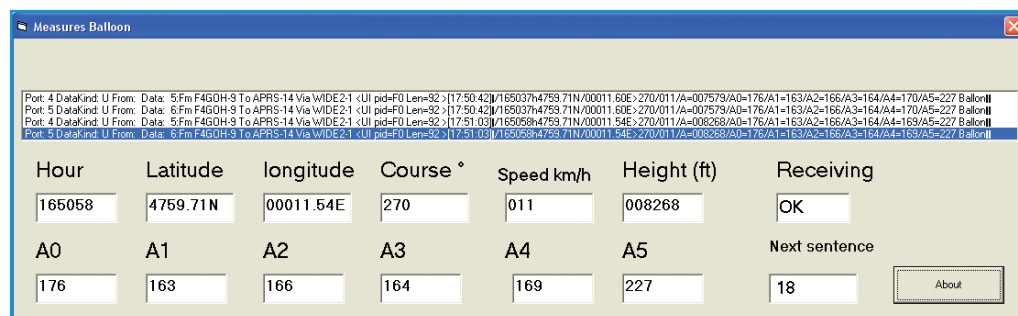 Measures Balloon
Port: 4 DataKind: U From:  Data:  5:Fm F4GOH-9 To APRS-14 Via WIDE2-1 <UI pid=F0 Len=92 >[17:50:42]/165037h4759.71N/00011.60E>270/011/A=007579/A0=176/A1=163/A2=166/A3=164/A4=170/A5=227 Ballon
Port: 5 DataKind: U From:  Data:  5:Fm F4GOH-9 To APRS-14 Via WIDE2-1 <UI pid=F0 Len=92 >[17:50:42]/165037h4759.71N/00011.60E>270/011/A=007579/A0=176/A1=163/A2=166/A3=164/A4=170/A5=227 Ballon
Port: 4 DataKind: U From:  Data:  6:Fm F4GOH-9 To APRS-14 Via WIDE2-1 <UI pid=F0 Len=92 >[17:51:03]/165058h4759.71N/00011.54E>270/011/A=008268/A0=176/A1=163/A2=166/A3=164/A4=169/A5=227 Ballon
Port: 5 DataKind: U From:  Data:  6:Fm F4GOH-9 To APRS-14 Via WIDE2-1 <UI pid=F0 Len=92 >[17:51:03]/165058h4759.71N/00011.54E>270/011/A=008268/A0=176/A1=163/A2=166/A3=164/A4=169/A5=227 Ballon
Hour Latitude longitude Course ° Speed km/h Height (ft) Receiving
165058 4759.71N 00011.54E 270 011 008268 OK
A0 A1 A2 A3 A4 A5 Next sentence
176 163 166 164 169 227 18 About